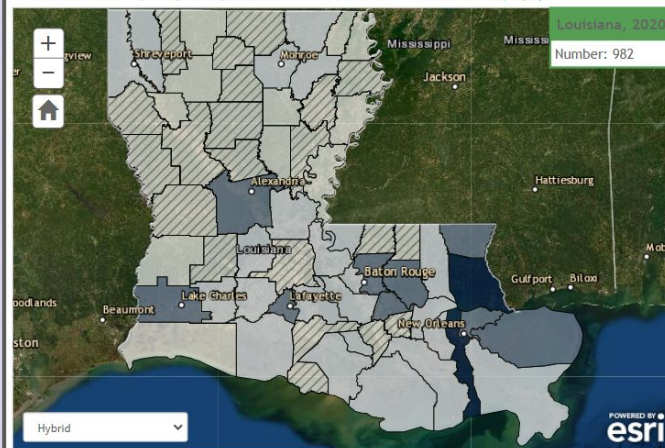 Louisiana, 2020
Number: 982
+
−
Shreveport
Monroe
Mississippi
Jackson
Alexandria
Hattiesburg
Louisiana
Baton Rouge
Gulfport
Biloxi
Lake Charles
Lafayette
Beaumont
New Orleans
Hybrid
POWERED BY
esri